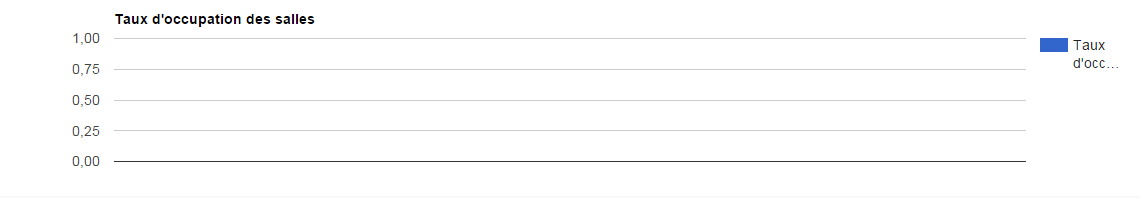 Taux d'occupation des salles
1,00
0,75
0,50
0,25
0,00
Taux
d'occ...